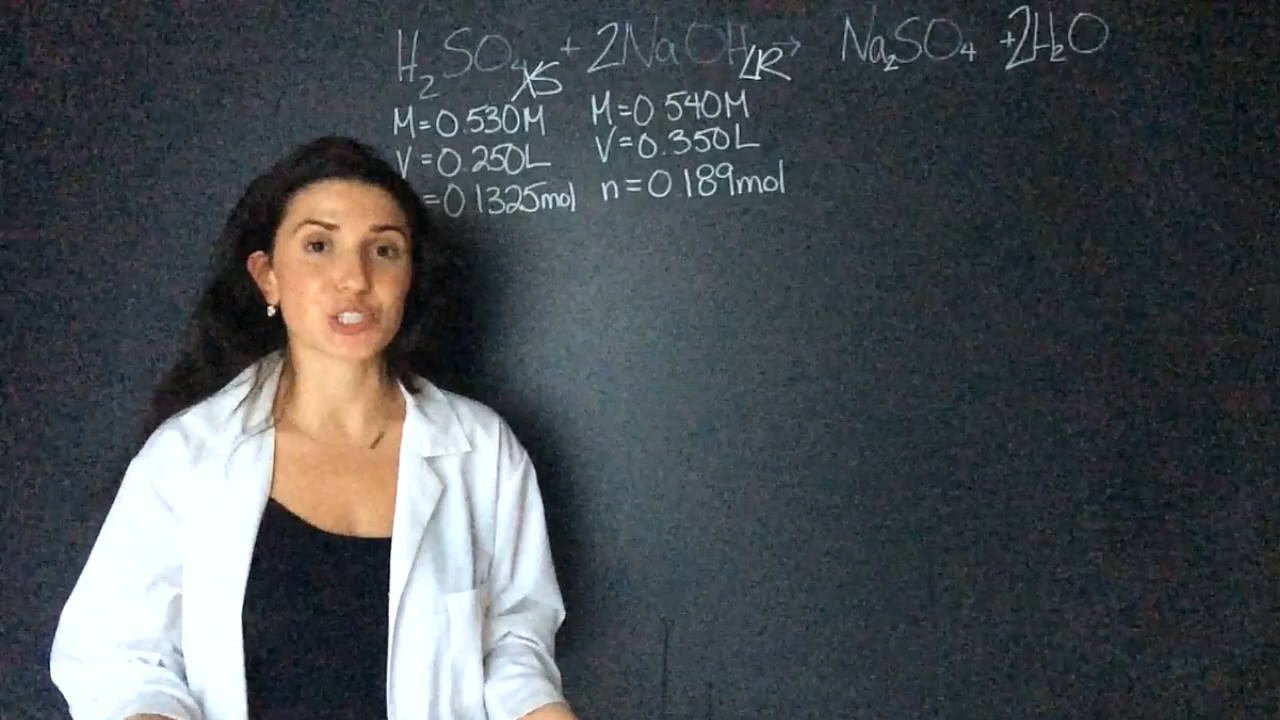 H₂SO₄ XS + 2NaOH LR → Na₂SO₄ + 2H₂O
M=0.530M M=0.540M
V=0.250L V=0.350L
=0.1325mol n=0.189mol